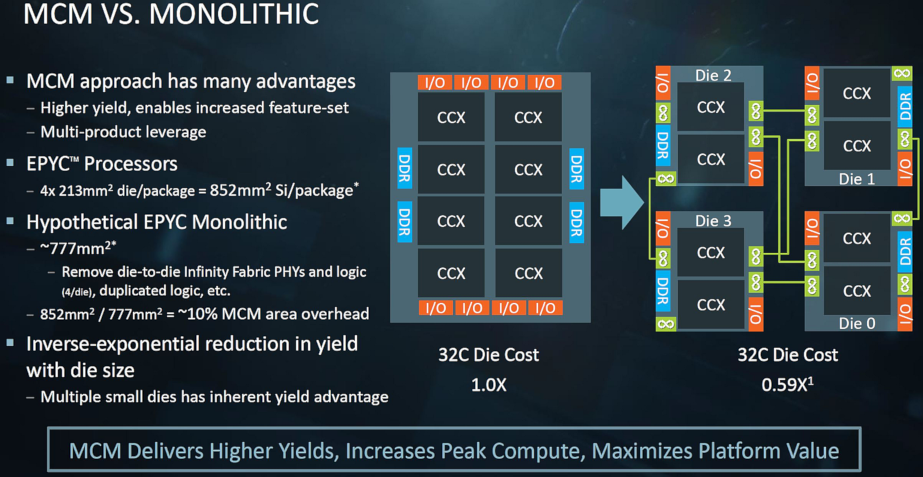 MCM VS. MONOLITHIC
▪ MCM approach has many advantages
– Higher yield, enables increased feature-set
– Multi-product leverage
▪ EPYC™ Processors
– 4x 213mm² die/package = 852mm² Si/package*
▪ Hypothetical EPYC Monolithic
– ~777mm²*
– Remove die-to-die Infinity Fabric PHYs and logic
(4/die), duplicated logic, etc.
– 852mm² / 777mm² = ~10% MCM area overhead
▪ Inverse-exponential reduction in yield
with die size
– Multiple small dies has inherent yield advantage
I/O I/O I/O I/O
CCX CCX
DDR CCX CCX DDR
DDR CCX CCX DDR
CCX CCX
I/O I/O I/O I/O
32C Die Cost
1.0X
I/O Die 2
CCX ∞
∞
DDR CCX ∞
∞ I/O
I/O CCX ∞
∞ DDR
∞ CCX ∞
Die 1 I/O
I/O Die 3
∞ CCX ∞
DDR CCX ∞
∞ I/O
I/O CCX ∞
∞ DDR
∞ CCX ∞
Die 0 I/O
32C Die Cost
0.59X¹
MCM Delivers Higher Yields, Increases Peak Compute, Maximizes Platform Value